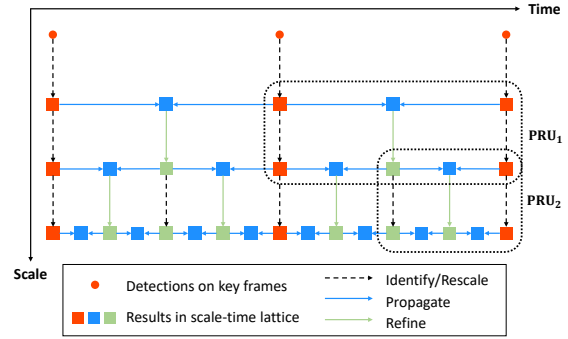 Time
PRU1
PRU2
Scale
Detections on key frames
Results in scale-time lattice
Identify/Rescale
Propagate
Refine